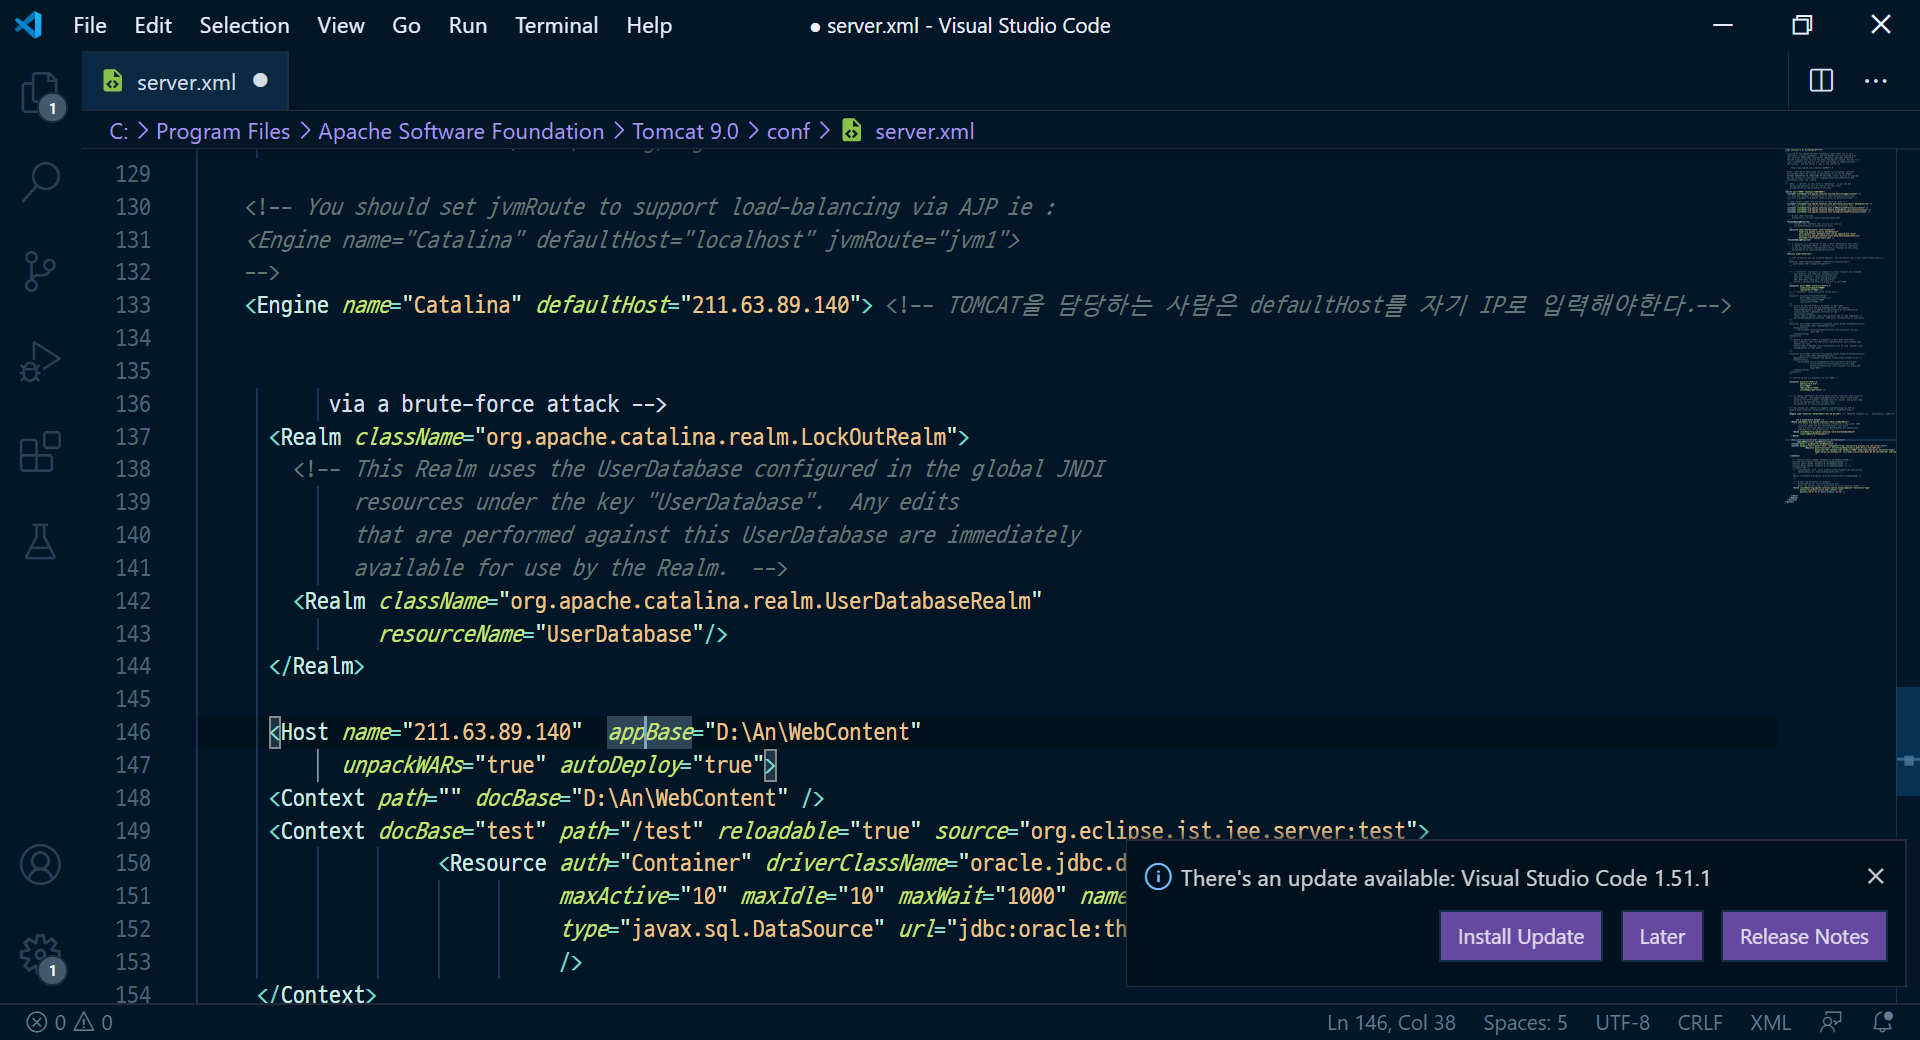 File Edit Selection View Go Run Terminal Help ● server.xml - Visual Studio Code
server.xml
C: > Program Files > Apache Software Foundation > Tomcat 9.0 > conf > server.xml
129
130 <!-- You should set jvmRoute to support load-balancing via AJP ie :
131 <Engine name="Catalina" defaultHost="localhost" jvmRoute="jvm1">
132 -->
133 <Engine name="Catalina" defaultHost="211.63.89.140"> <!-- TOMCAT을 담당하는 사람은 defaultHost를 자기 IP로 입력해야한다.-->
134
135
136 via a brute-force attack -->
137 <Realm className="org.apache.catalina.realm.LockOutRealm">
138 <!-- This Realm uses the UserDatabase configured in the global JNDI
139 resources under the key "UserDatabase". Any edits
140 that are performed against this UserDatabase are immediately
141 available for use by the Realm. -->
142 <Realm className="org.apache.catalina.realm.UserDatabaseRealm"
143 resourceName="UserDatabase"/>
144 </Realm>
145
146 <Host name="211.63.89.140" appBase="D:\An\WebContent"
147 unpackWARs="true" autoDeploy="true">
148 <Context path="" docBase="D:\An\WebContent" />
149 <Context docBase="test" path="/test" reloadable="true" source="org.eclipse.jst.jee.server:test">
150 <Resource auth="Container" driverClassName="oracle.jdbc.d
151 maxActive="10" maxIdle="10" maxWait="1000" name
152 type="javax.sql.DataSource" url="jdbc:oracle:th
153 />
154 </Context>
There's an update available: Visual Studio Code 1.51.1
Install Update Later Release Notes
1
1
0 0 Ln 146, Col 38 Spaces: 5 UTF-8 CRLF XML